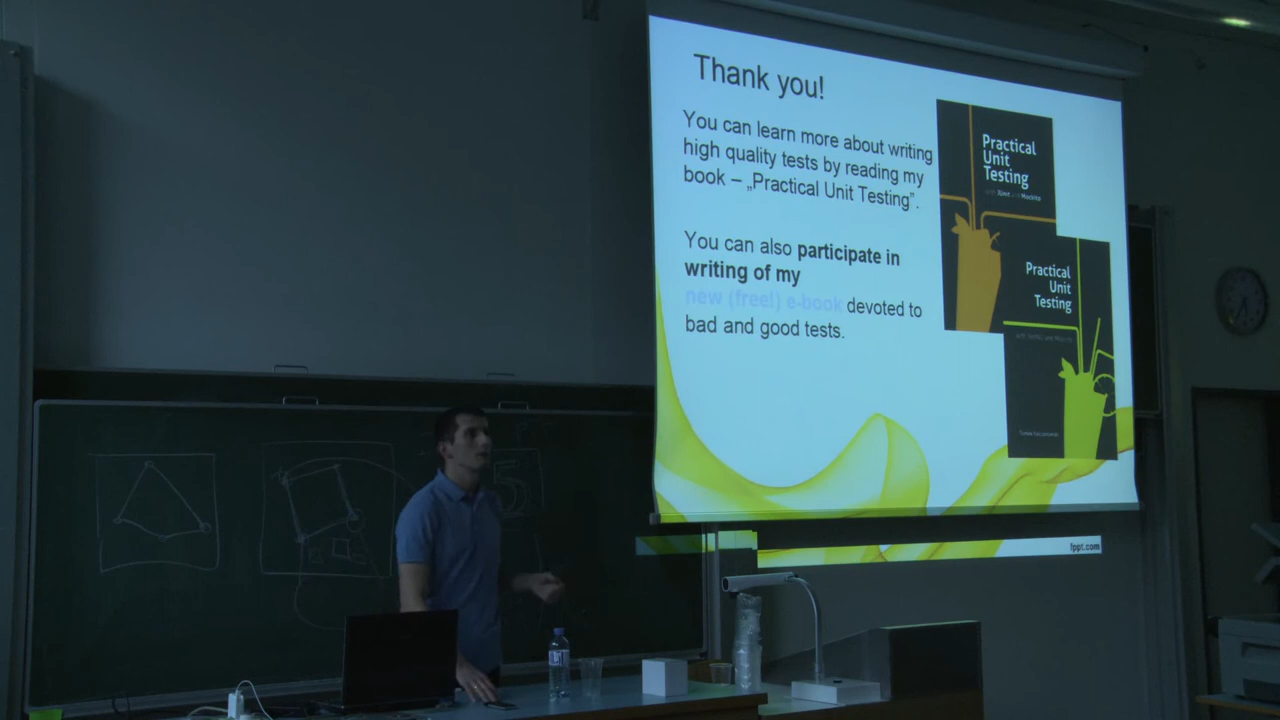 Thank you!
You can learn more about writing
high quality tests by reading my
book – „Practical Unit Testing”.
You can also participate in
writing of my
new (free!) e-book devoted to
bad and good tests.
Practical
Unit
Testing
with JUnit and Mockito
Practical
Unit
Testing
with TestNG and Mockito
fppt.com
5